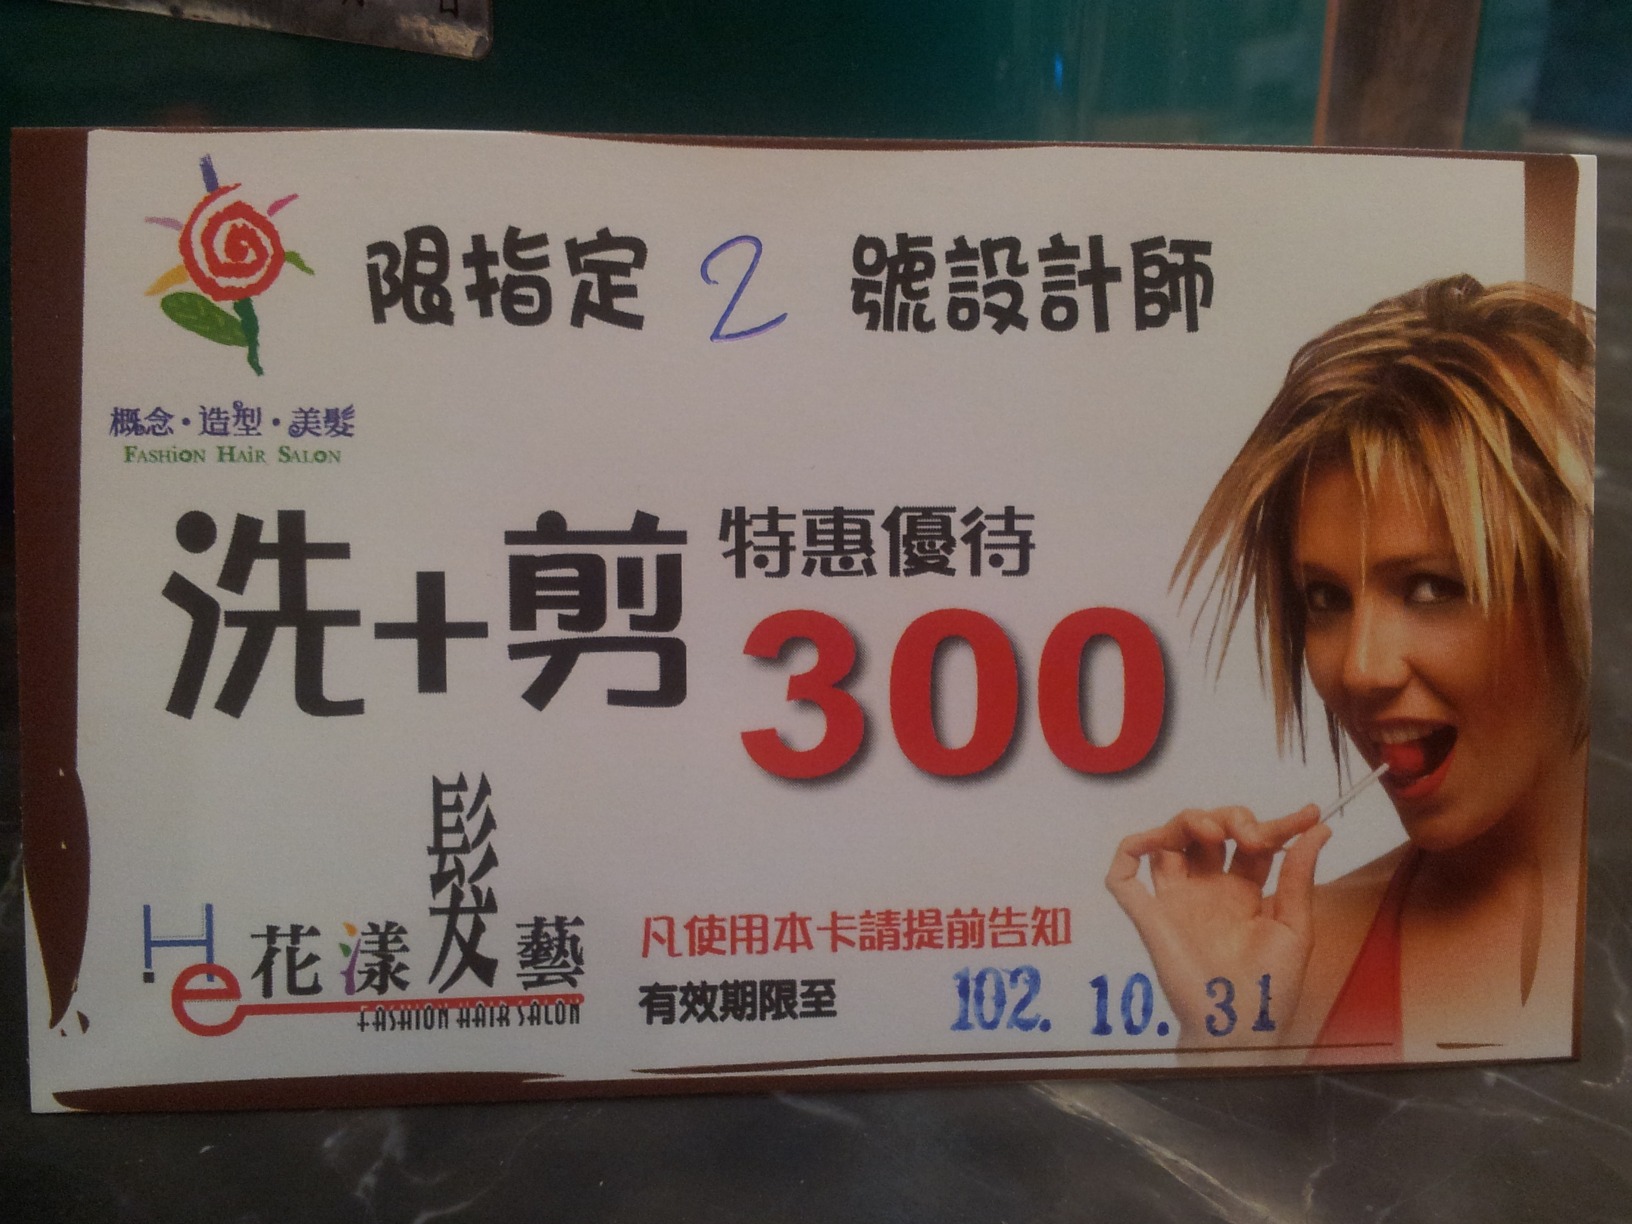 限指定 2 號設計師
概念・造型・美髮
FASHION HAIR SALON
洗+剪 特惠優待
300
He 花漾髮藝
FASHION HAIR SALON
凡使用本卡請提前告知
有效期限至 102. 10. 31